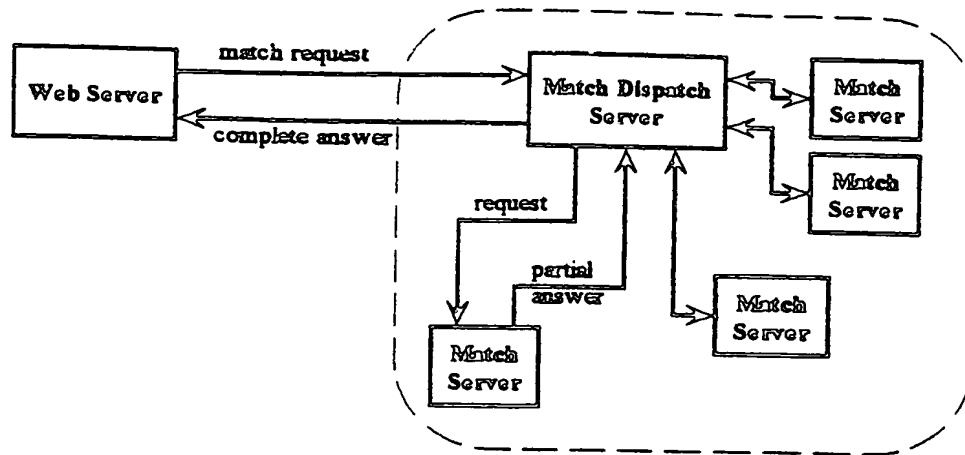 match request
Web Server
complete answer
Match Dispatch
Server
Match
Server
Match
Server
request
partial
answer
Match
Server
Match
Server